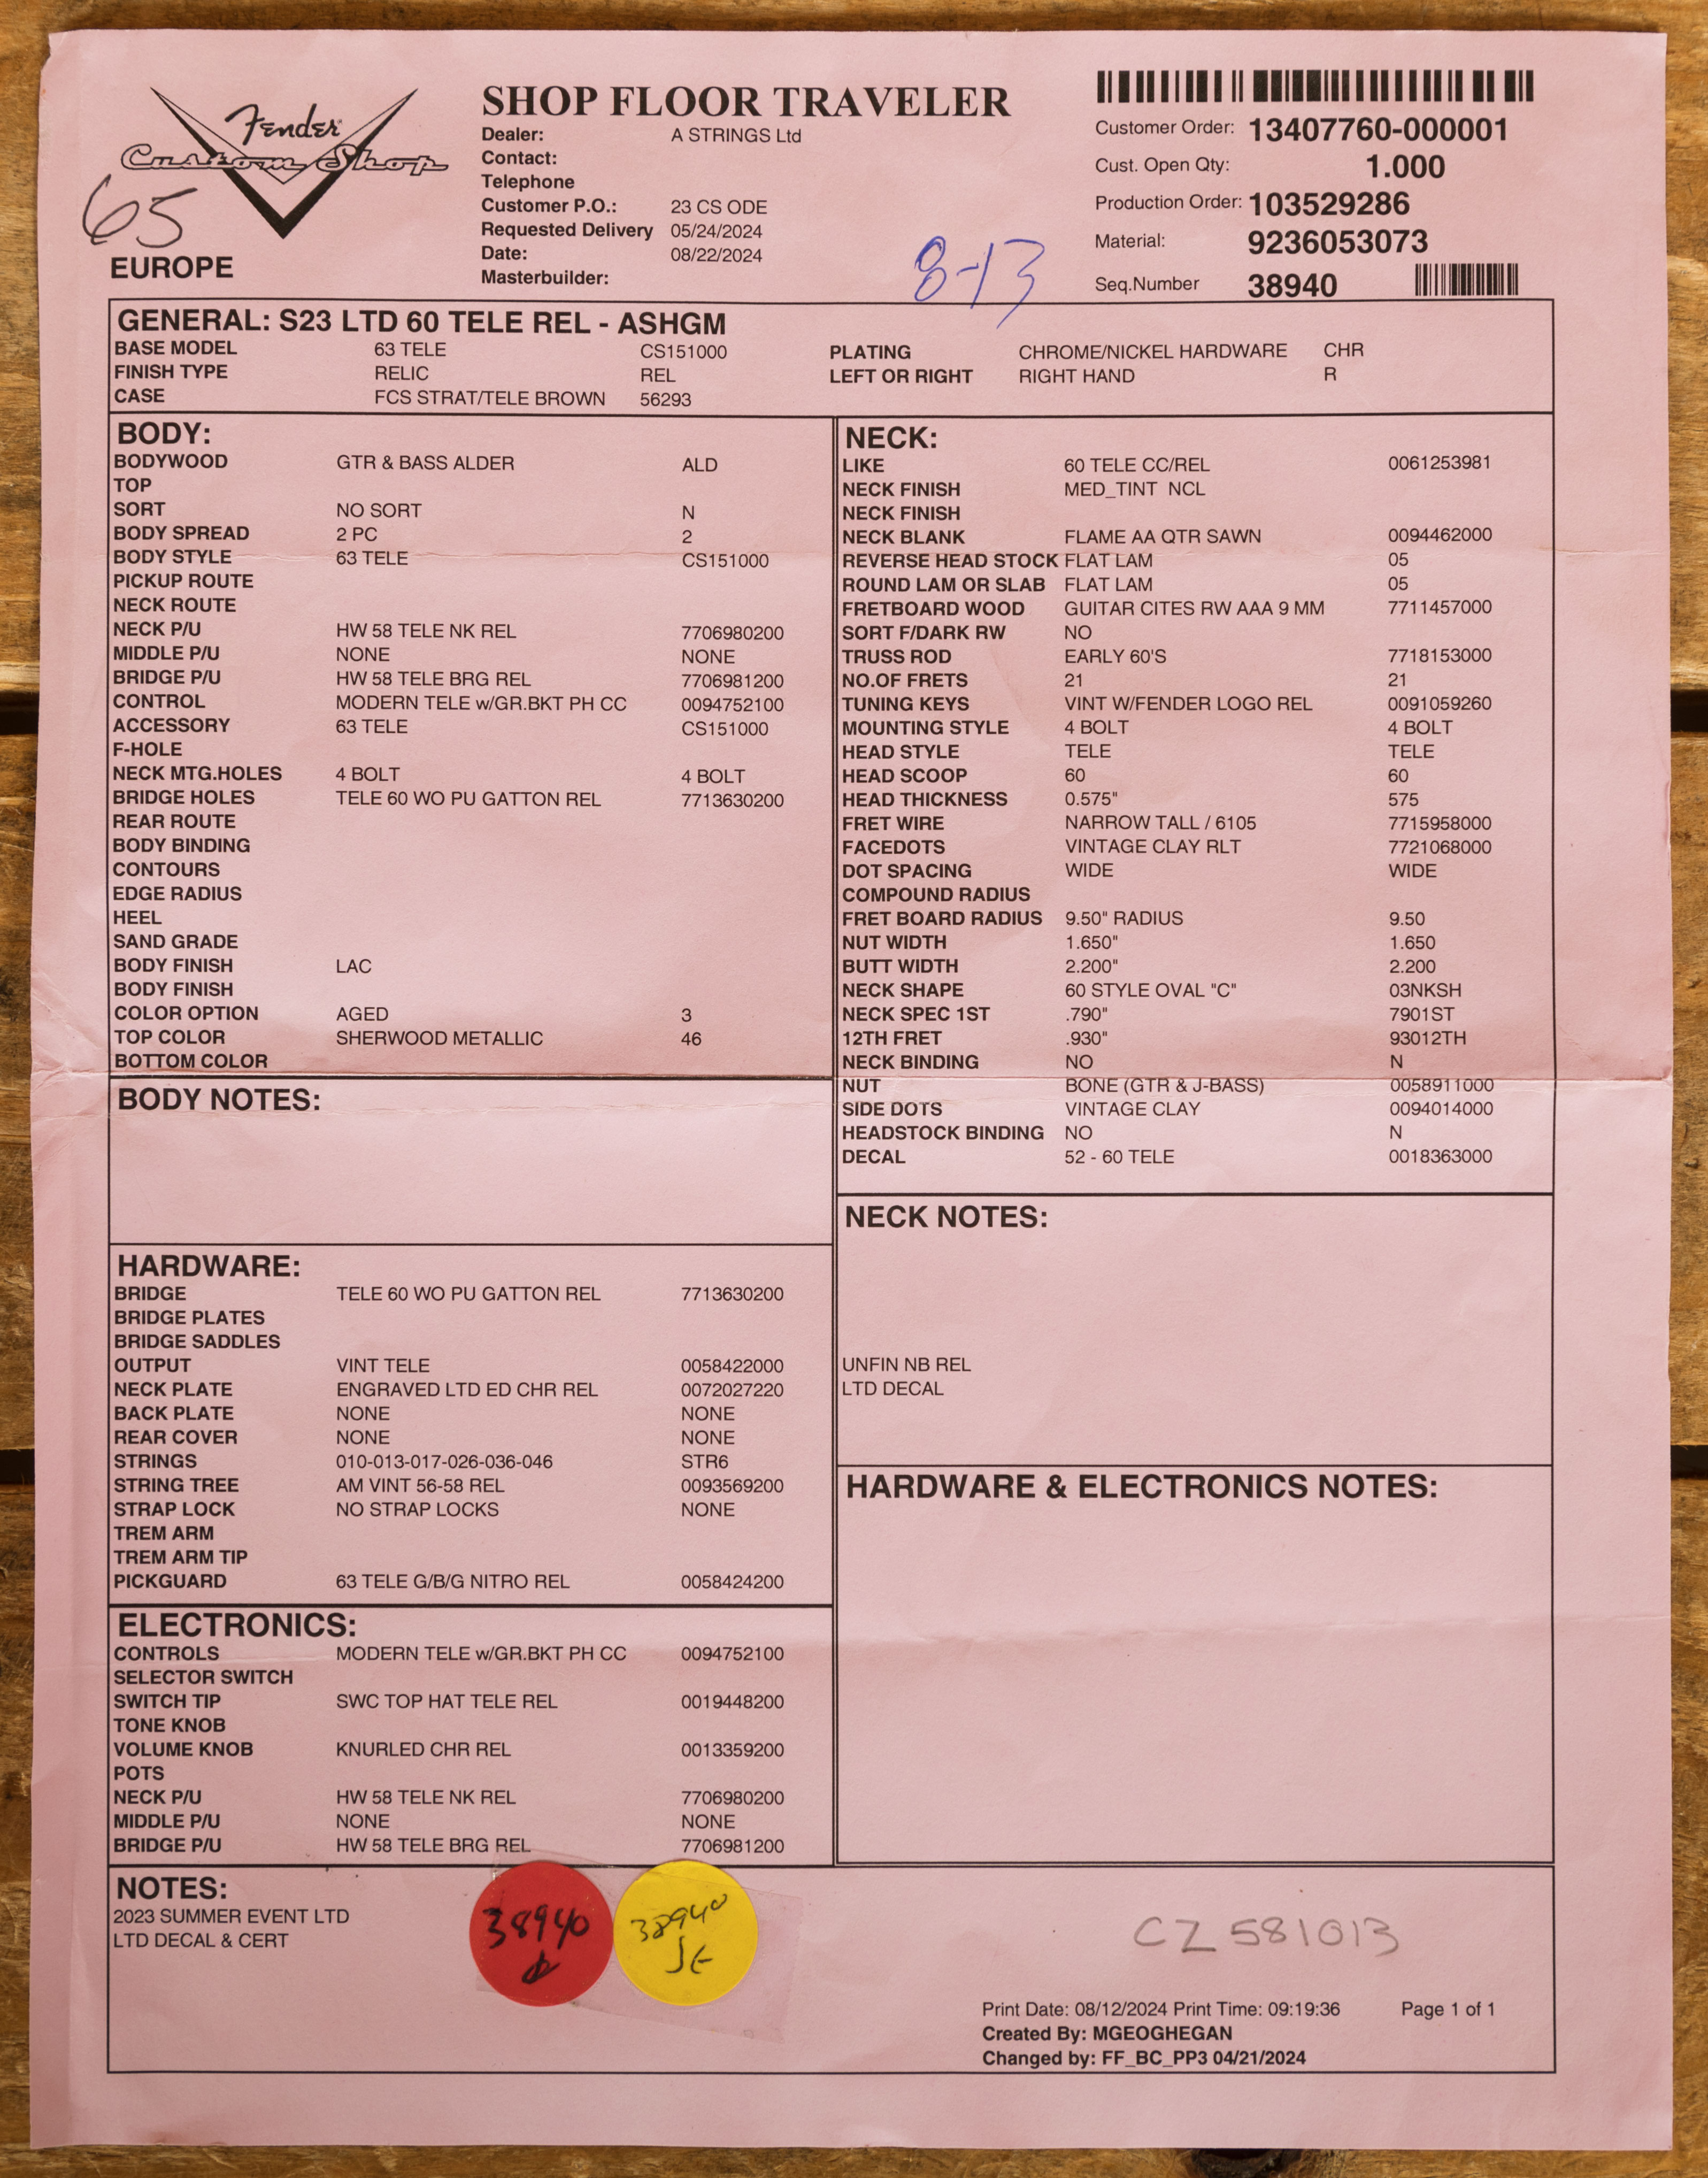 Fender
Custom Shop
65
EUROPE
SHOP FLOOR TRAVELER
Dealer: A STRINGS Ltd
Contact:
Telephone
Customer P.O.: 23 CS ODE
Requested Delivery 05/24/2024
Date: 08/22/2024
Masterbuilder:
8-13
Customer Order: 13407760-000001
Cust. Open Qty: 1.000
Production Order: 103529286
Material: 9236053073
Seq.Number 38940
GENERAL: S23 LTD 60 TELE REL - ASHGM
BASE MODEL 63 TELE CS151000
FINISH TYPE RELIC REL
CASE FCS STRAT/TELE BROWN 56293
PLATING CHROME/NICKEL HARDWARE CHR
LEFT OR RIGHT RIGHT HAND R
BODY:
BODYWOOD GTR & BASS ALDER ALD
TOP
SORT NO SORT N
BODY SPREAD 2 PC 2
BODY STYLE 63 TELE CS151000
PICKUP ROUTE
NECK ROUTE
NECK P/U HW 58 TELE NK REL 7706980200
MIDDLE P/U NONE NONE
BRIDGE P/U HW 58 TELE BRG REL 7706981200
CONTROL MODERN TELE w/GR.BKT PH CC 0094752100
ACCESSORY 63 TELE CS151000
F-HOLE
NECK MTG.HOLES 4 BOLT 4 BOLT
BRIDGE HOLES TELE 60 WO PU GATTON REL 7713630200
REAR ROUTE
BODY BINDING
CONTOURS
EDGE RADIUS
HEEL
SAND GRADE
BODY FINISH LAC
BODY FINISH
COLOR OPTION AGED 3
TOP COLOR SHERWOOD METALLIC 46
BOTTOM COLOR
BODY NOTES:
HARDWARE:
BRIDGE TELE 60 WO PU GATTON REL 7713630200
BRIDGE PLATES
BRIDGE SADDLES
OUTPUT VINT TELE 0058422000
NECK PLATE ENGRAVED LTD ED CHR REL 0072027220
BACK PLATE NONE NONE
REAR COVER NONE NONE
STRINGS 010-013-017-026-036-046 STR6
STRING TREE AM VINT 56-58 REL 0093569200
STRAP LOCK NO STRAP LOCKS NONE
TREM ARM
TREM ARM TIP
PICKGUARD 63 TELE G/B/G NITRO REL 0058424200
ELECTRONICS:
CONTROLS MODERN TELE w/GR.BKT PH CC 0094752100
SELECTOR SWITCH
SWITCH TIP SWC TOP HAT TELE REL 0019448200
TONE KNOB
VOLUME KNOB KNURLED CHR REL 0013359200
POTS
NECK P/U HW 58 TELE NK REL 7706980200
MIDDLE P/U NONE NONE
BRIDGE P/U HW 58 TELE BRG REL 7706981200
NECK:
LIKE 60 TELE CC/REL 0061253981
NECK FINISH MED_TINT NCL
NECK FINISH
NECK BLANK FLAME AA QTR SAWN 0094462000
REVERSE HEAD STOCK FLAT LAM 05
ROUND LAM OR SLAB FLAT LAM 05
FRETBOARD WOOD GUITAR CITES RW AAA 9 MM 7711457000
SORT F/DARK RW NO
TRUSS ROD EARLY 60'S 7718153000
NO.OF FRETS 21 21
TUNING KEYS VINT W/FENDER LOGO REL 0091059260
MOUNTING STYLE 4 BOLT 4 BOLT
HEAD STYLE TELE TELE
HEAD SCOOP 60 60
HEAD THICKNESS 0.575" 575
FRET WIRE NARROW TALL / 6105 7715958000
FACEDOTS VINTAGE CLAY RLT 7721068000
DOT SPACING WIDE WIDE
COMPOUND RADIUS
FRET BOARD RADIUS 9.50" RADIUS 9.50
NUT WIDTH 1.650" 1.650
BUTT WIDTH 2.200" 2.200
NECK SHAPE 60 STYLE OVAL "C" 03NKSH
NECK SPEC 1ST .790" 7901ST
12TH FRET .930" 93012TH
NECK BINDING NO N
NUT BONE (GTR & J-BASS) 0058911000
SIDE DOTS VINTAGE CLAY 0094014000
HEADSTOCK BINDING NO N
DECAL 52 - 60 TELE 0018363000
NECK NOTES:
UNFIN NB REL
LTD DECAL
HARDWARE & ELECTRONICS NOTES:
NOTES:
2023 SUMMER EVENT LTD
LTD DECAL & CERT
38940
38940
JE
CZ 581013
Print Date: 08/12/2024 Print Time: 09:19:36 Page 1 of 1
Created By: MGEOGHEGAN
Changed by: FF_BC_PP3 04/21/2024